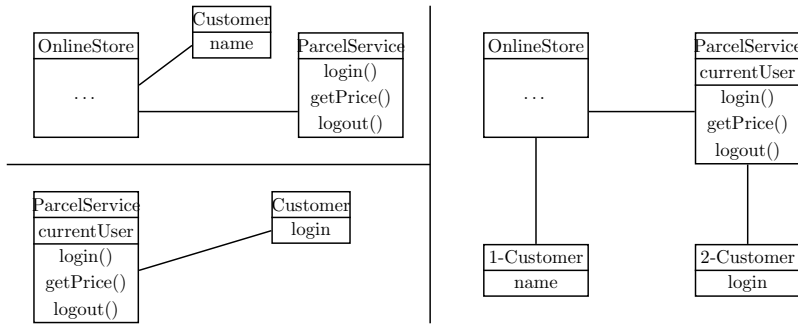 Customer
name
OnlineStore
...
ParcelService
login()
getPrice()
logout()
ParcelService
currentUser
login()
getPrice()
logout()
Customer
login
OnlineStore
...
ParcelService
currentUser
login()
getPrice()
logout()
1-Customer
name
2-Customer
login